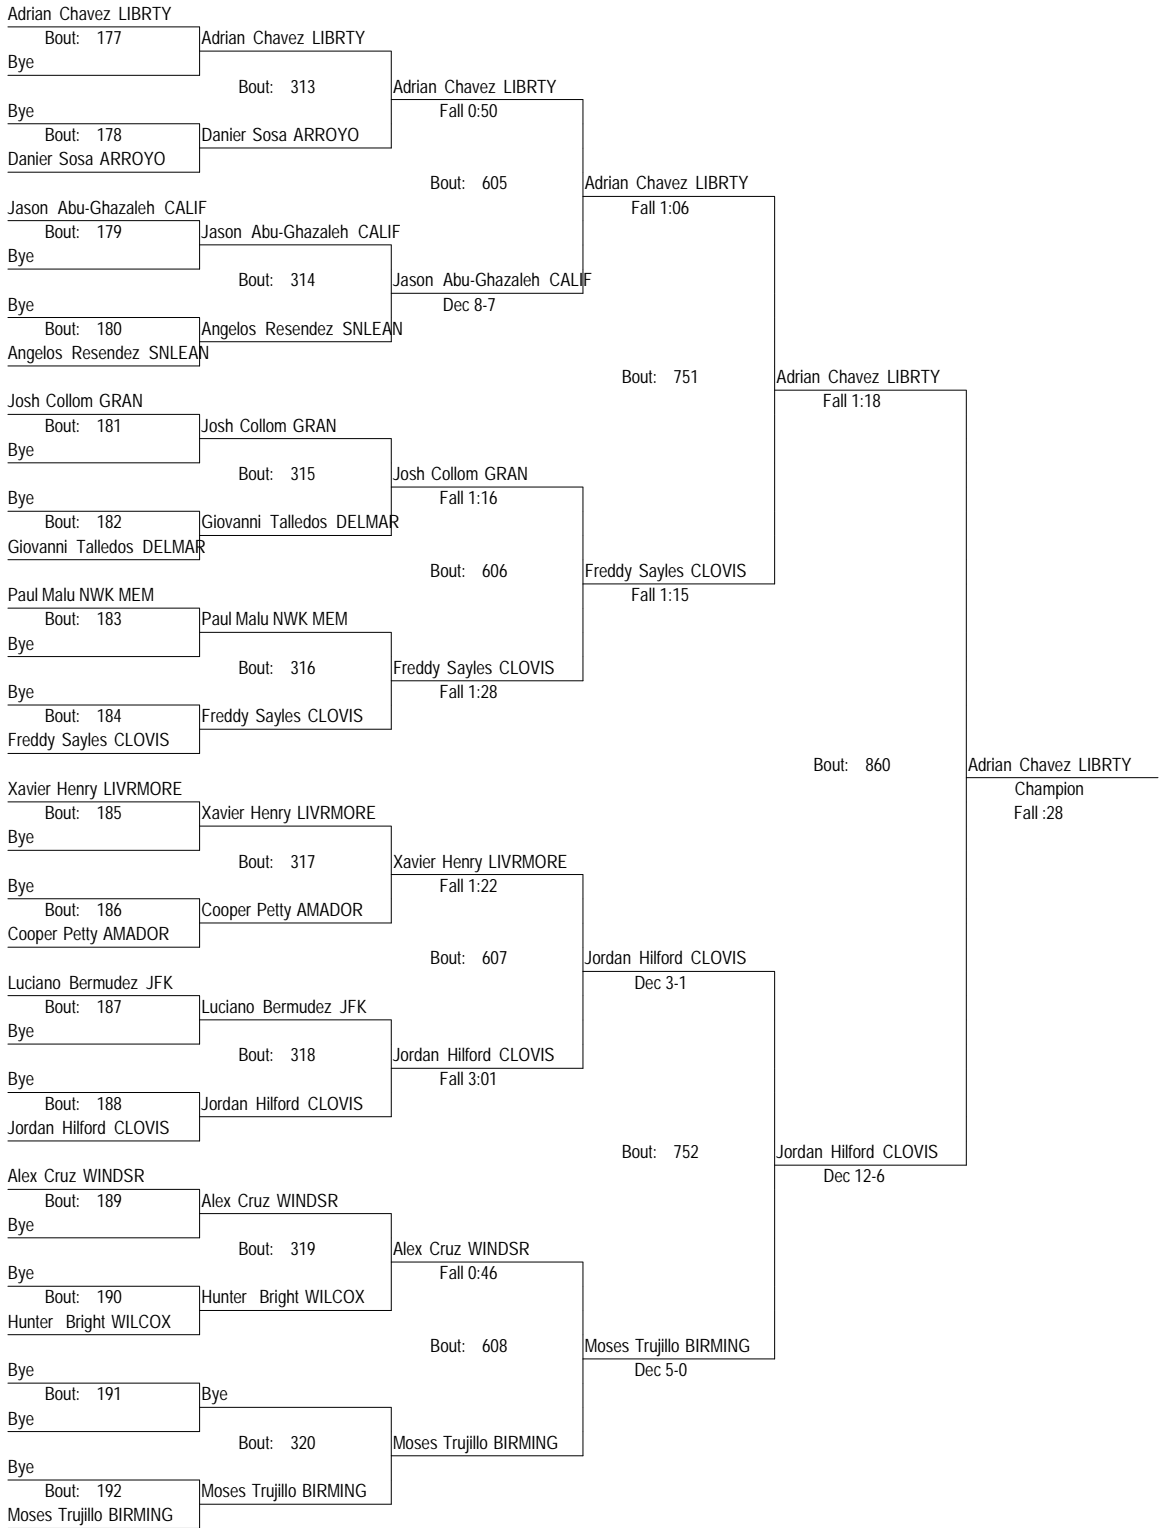 Adrian Chavez LIBRTY
Bout: 177
Adrian Chavez LIBRTY
Bye
Bout: 313
Adrian Chavez LIBRTY
Bye
Fall 0:50
Bout: 178
Danier Sosa ARROYO
Danier Sosa ARROYO
Bout: 605
Adrian Chavez LIBRTY
Jason Abu-Ghazaleh CALIF
Fall 1:06
Bout: 179
Jason Abu-Ghazaleh CALIF
Bye
Bout: 314
Jason Abu-Ghazaleh CALIF
Bye
Dec 8-7
Bout: 180
Angelos Resendez SNLEAN
Angelos Resendez SNLEAN
Bout: 751
Adrian Chavez LIBRTY
Josh Collom GRAN
Fall 1:18
Bout: 181
Josh Collom GRAN
Bye
Bout: 315
Josh Collom GRAN
Bye
Fall 1:16
Bout: 182
Giovanni Talledos DELMAR
Giovanni Talledos DELMAR
Bout: 606
Freddy Sayles CLOVIS
Paul Malu NWK MEM
Fall 1:15
Bout: 183
Paul Malu NWK MEM
Bye
Bout: 316
Freddy Sayles CLOVIS
Bye
Fall 1:28
Bout: 184
Freddy Sayles CLOVIS
Freddy Sayles CLOVIS
Bout: 860
Adrian Chavez LIBRTY
Xavier Henry LIVRMORE
Champion
Bout: 185
Xavier Henry LIVRMORE
Fall :28
Bye
Bout: 317
Xavier Henry LIVRMORE
Bye
Fall 1:22
Bout: 186
Cooper Petty AMADOR
Cooper Petty AMADOR
Bout: 607
Jordan Hilford CLOVIS
Luciano Bermudez JFK
Dec 3-1
Bout: 187
Luciano Bermudez JFK
Bye
Bout: 318
Jordan Hilford CLOVIS
Bye
Fall 3:01
Bout: 188
Jordan Hilford CLOVIS
Jordan Hilford CLOVIS
Bout: 752
Jordan Hilford CLOVIS
Alex Cruz WINDSR
Dec 12-6
Bout: 189
Alex Cruz WINDSR
Bye
Bout: 319
Alex Cruz WINDSR
Bye
Fall 0:46
Bout: 190
Hunter Bright WILCOX
Hunter Bright WILCOX
Bout: 608
Moses Trujillo BIRMING
Bye
Dec 5-0
Bout: 191
Bye
Bye
Bout: 320
Moses Trujillo BIRMING
Bye
Bout: 192
Moses Trujillo BIRMING
Moses Trujillo BIRMING